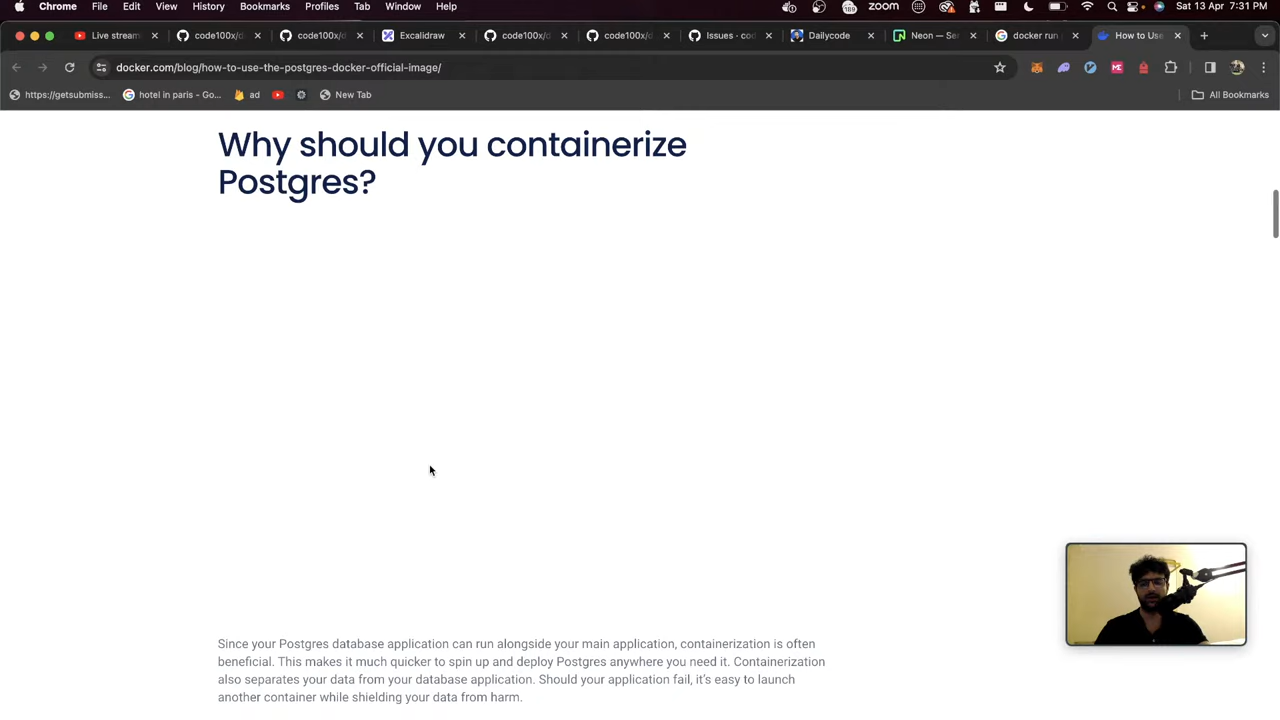 Chrome File Edit View History Bookmarks Profiles Tab Window Help zoom Sat 13 Apr 7:31 PM
Live stream code100x/d code100x/d Excalidraw code100x/d code100x/d Issues · cod Dailycode Neon — Ser docker run How to Use
docker.com/blog/how-to-use-the-postgres-docker-official-image/
https://getsubmiss... hotel in paris - Go... ad New Tab All Bookmarks
Why should you containerize
Postgres?
Since your Postgres database application can run alongside your main application, containerization is often
beneficial. This makes it much quicker to spin up and deploy Postgres anywhere you need it. Containerization
also separates your data from your database application. Should your application fail, it's easy to launch
another container while shielding your data from harm.